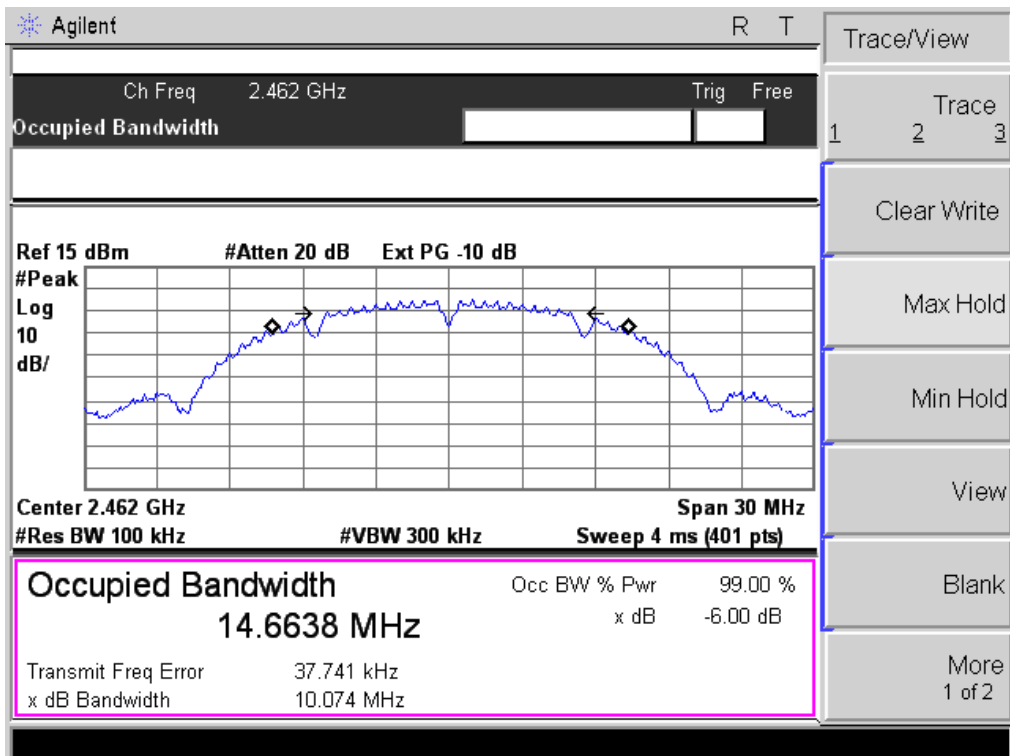 Agilent R T
Trace/View
Ch Freq 2.462 GHz Trig Free
Occupied Bandwidth
Trace
1 2 3
Clear Write
Ref 15 dBm #Atten 20 dB Ext PG -10 dB
#Peak
Log
10
dB/
Max Hold
Min Hold
View
Center 2.462 GHz Span 30 MHz
#Res BW 100 kHz #VBW 300 kHz Sweep 4 ms (401 pts)
Occupied Bandwidth Occ BW % Pwr 99.00 %
14.6638 MHz x dB -6.00 dB
Blank
Transmit Freq Error 37.741 kHz
x dB Bandwidth 10.074 MHz
More
1 of 2